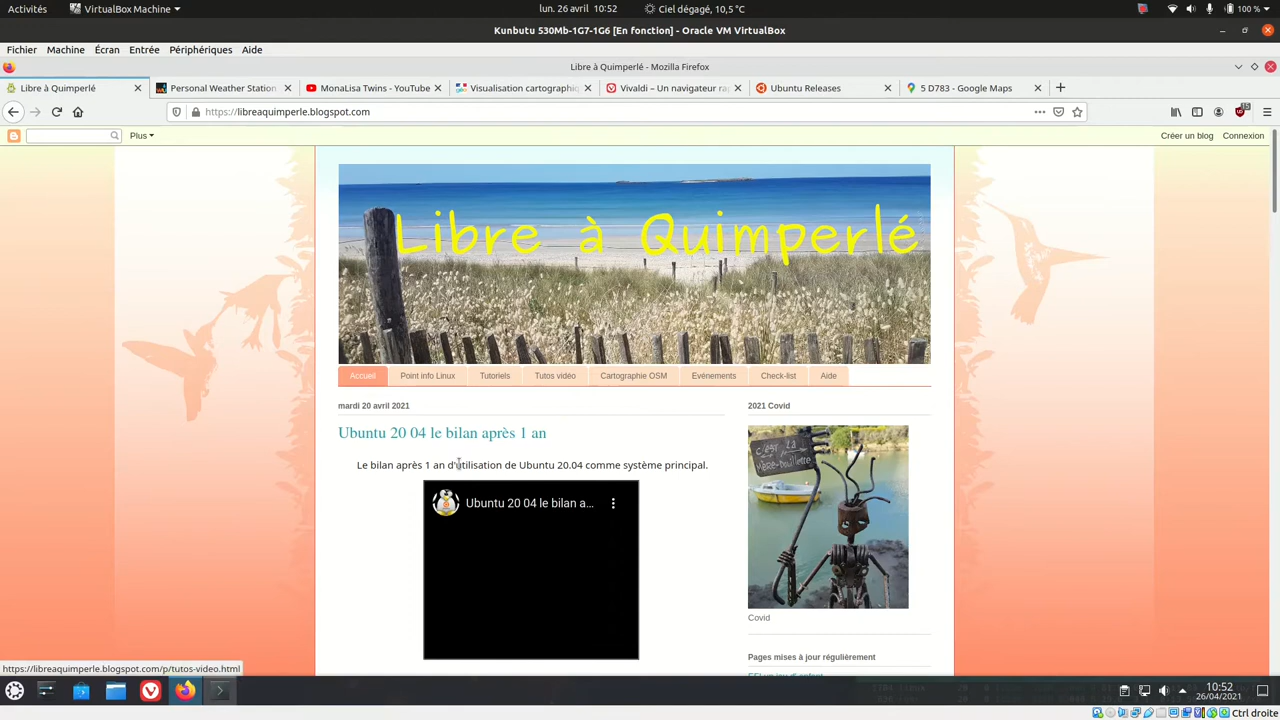 Activités
VirtualBox Machine
lun. 26 avril 10:52
Ciel dégagé, 10,5 °C
100 %
Kunbutu 530Mb-1G7-1G6 [En fonction] - Oracle VM VirtualBox
Fichier Machine Écran Entrée Périphériques Aide
Libre à Quimperlé - Mozilla Firefox
Libre à Quimperlé
Personal Weather Station
MonaLisa Twins - YouTube
Visualisation cartographiq
Vivaldi – Un navigateur ra
Ubuntu Releases
5 D783 - Google Maps
https://libreaquimperle.blogspot.com
15
Plus
Créer un blog Connexion
Libre à Quimperlé
Accueil Point info Linux Tutoriels Tutos vidéo Cartographie OSM Evénements Check-list Aide
mardi 20 avril 2021
Ubuntu 20 04 le bilan après 1 an
Le bilan après 1 an d'utilisation de Ubuntu 20.04 comme système principal.
Ubuntu 20 04 le bilan a...
2021 Covid
Covid
Pages mises à jour régulièrement
https://libreaquimperle.blogspot.com/p/tutos-video.html
10:52
26/04/2021
Ctrl droite